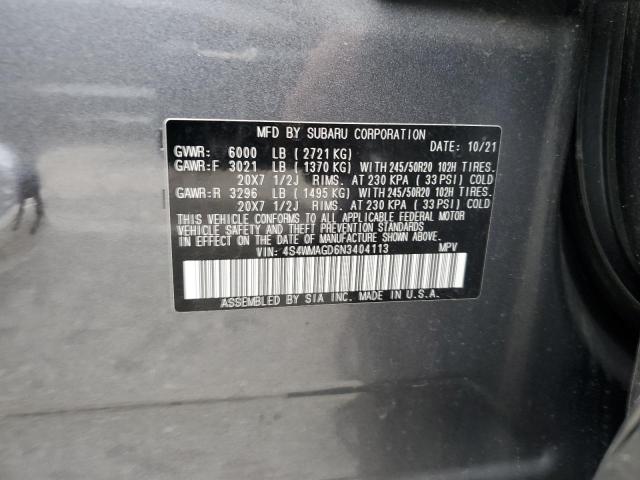 MFD BY SUBARU CORPORATION DATE: 10/21
GVWR: 6000 LB ( 2721 KG)
GAWR: F 3021 LB ( 1370 KG) WITH 245/50R20 102H TIRES.
20X7 1/2J RIMS. AT 230 KPA ( 33 PSI) COLD
GAWR: R 3296 LB ( 1495 KG) WITH 245/50R20 102H TIRES.
20X7 1/2J RIMS. AT 230 KPA ( 33 PSI) COLD
THIS VEHICLE CONFORMS TO ALL APPLICABLE FEDERAL MOTOR
VEHICLE SAFETY AND THEFT PREVENTION STANDARDS
IN EFFECT ON THE DATE OF MANUFACTURE SHOWN ABOVE.
VIN: 4S4WMAGD6N3404113 MPV
ASSEMBLED BY SIA INC. MADE IN U.S.A.